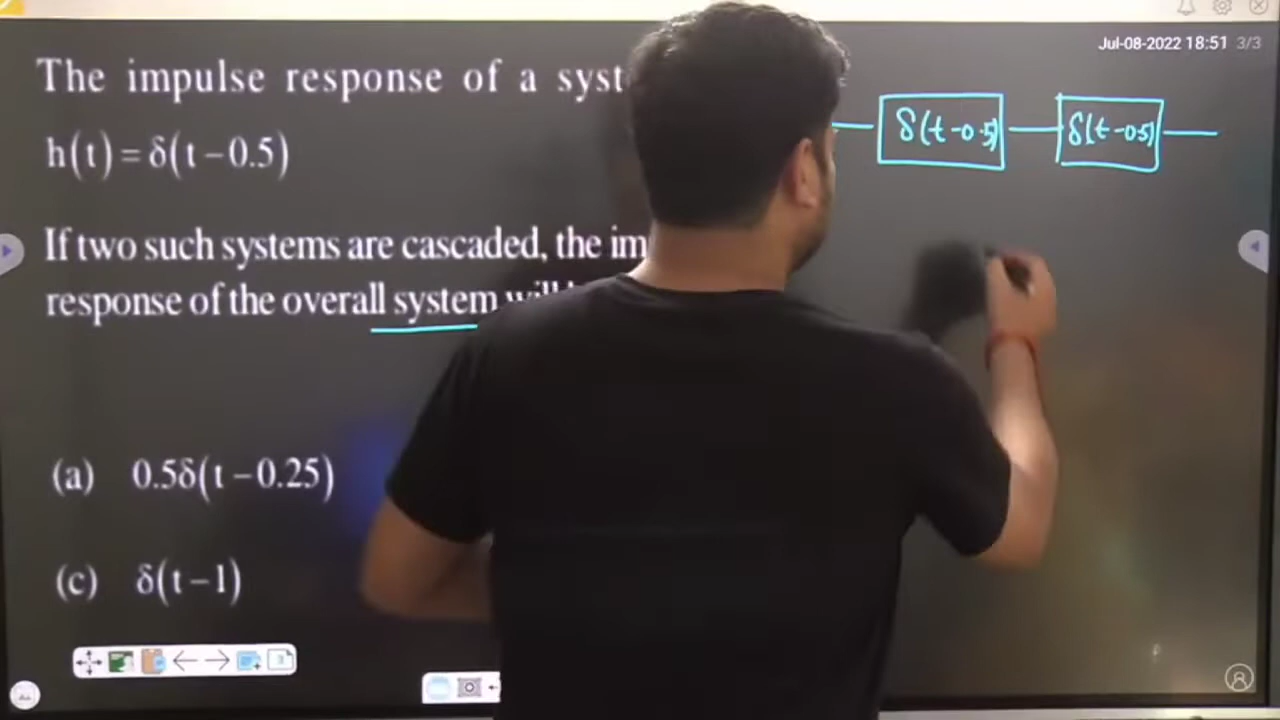 Jul-08-2022 18:51 3/3
The impulse response of a syst
h(t) = δ(t – 0.5)
δ(t-0.5) δ(t-0.5)
If two such systems are cascaded, the im
response of the overall system will
(a) 0.5δ(t – 0.25)
(c) δ(t – 1)